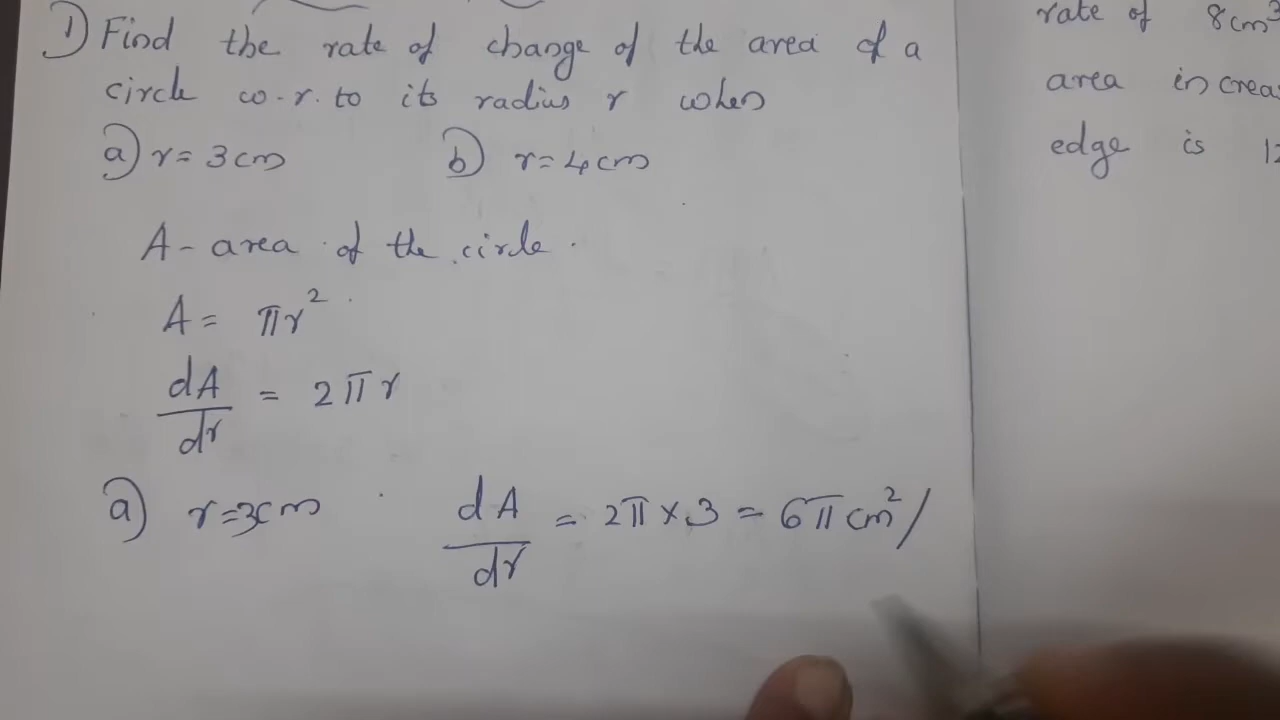 1) Find the rate of change of the area of a
circle w.r.to its radius r when
a) r = 3cm b) r = 4cm
A - area of the circle.
A = πr²
dA/dr = 2πr
a) r = 3cm dA/dr = 2π × 3 = 6π cm²/
rate of 8cm³
area increa
edge is 12